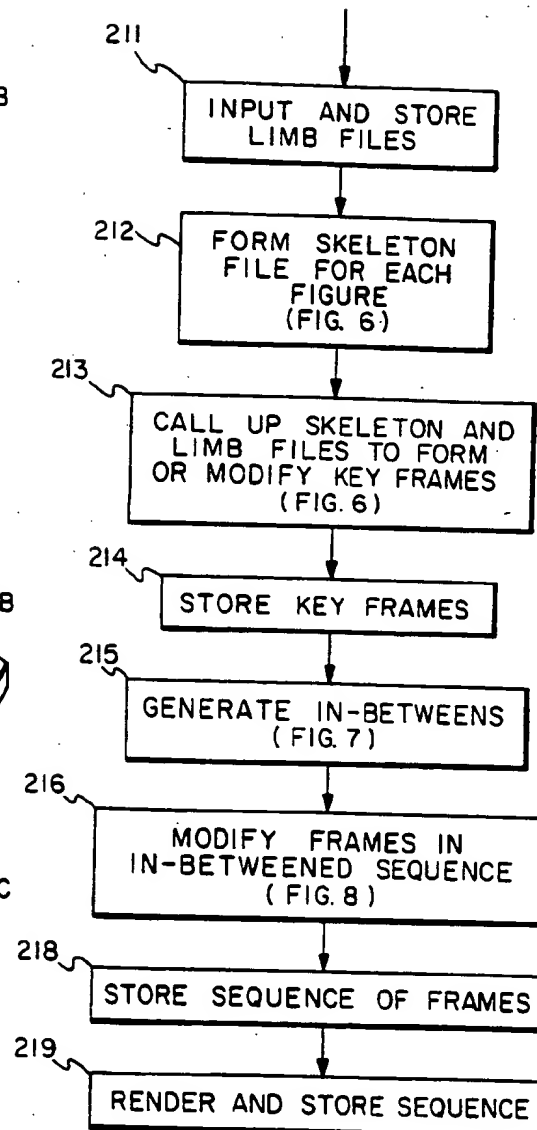 211
B
INPUT AND STORE
LIMB FILES
212
FORM SKELETON
FILE FOR EACH
FIGURE
(FIG. 6)
213
CALL UP SKELETON AND
LIMB FILES TO FORM
OR MODIFY KEY FRAMES
(FIG. 6)
214
B
STORE KEY FRAMES
215
GENERATE IN-BETWEENS
(FIG. 7)
216
MODIFY FRAMES IN
IN-BETWEENED SEQUENCE
(FIG. 8)
C
218
STORE SEQUENCE OF FRAMES
219
RENDER AND STORE SEQUENCE